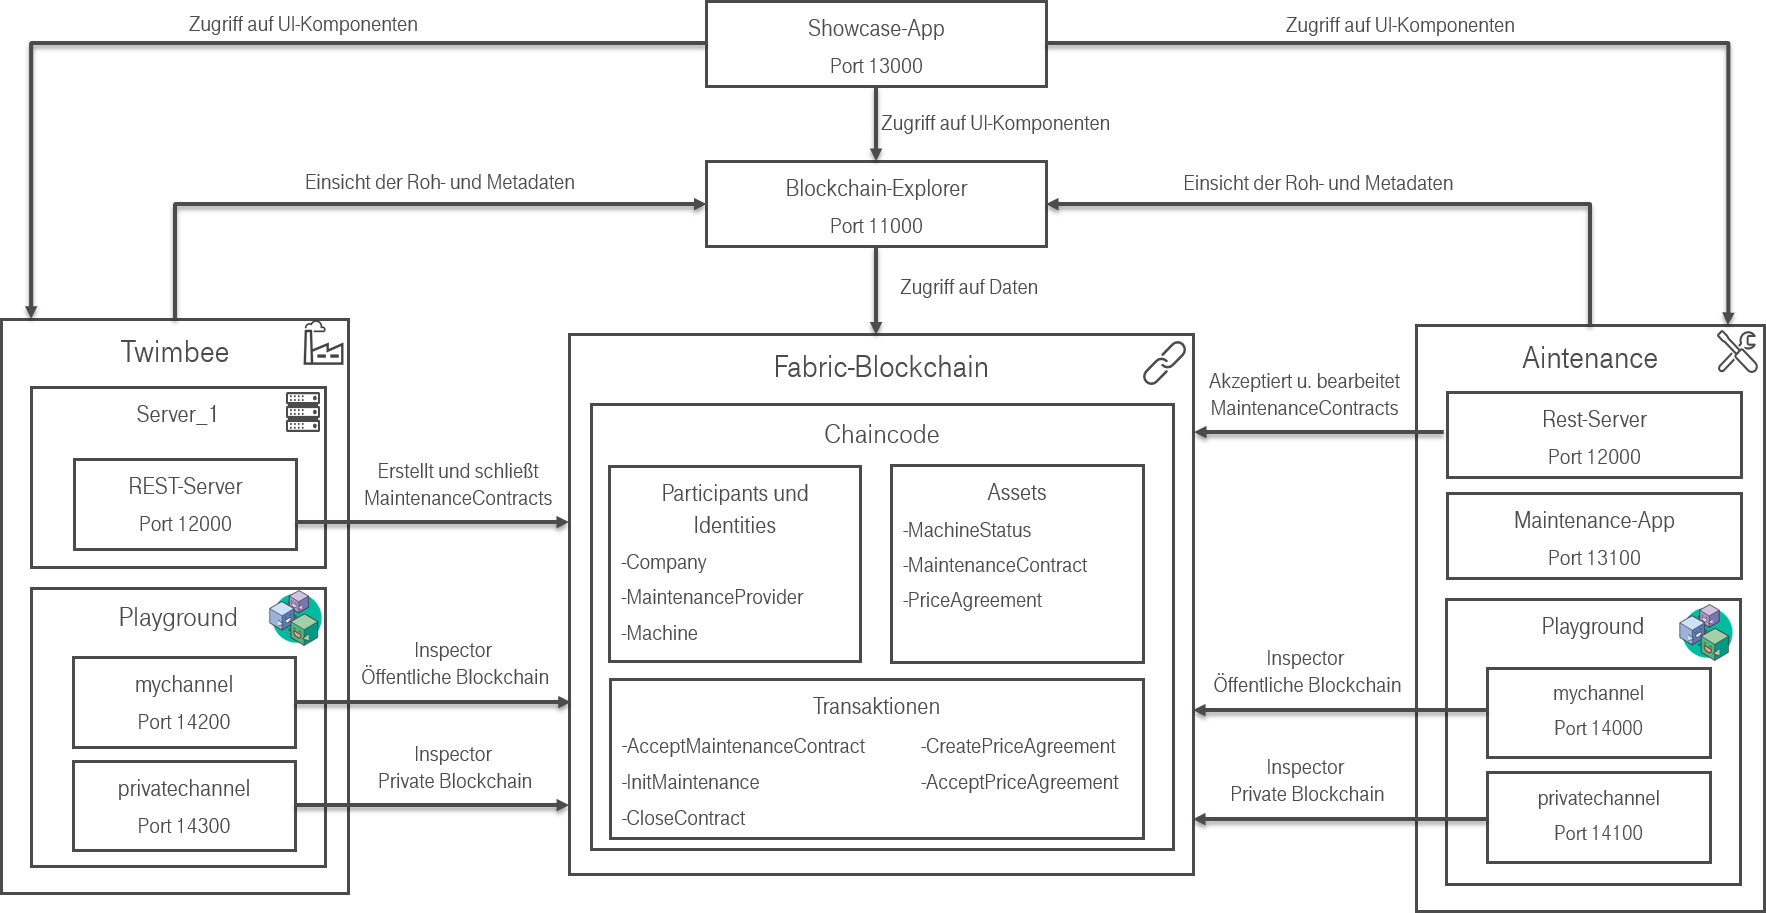 Zugriff auf UI-Komponenten
Showcase-App
Port 13000
Zugriff auf UI-Komponenten
Zugriff auf UI-Komponenten
Einsicht der Roh- und Metadaten
Blockchain-Explorer
Port 11000
Einsicht der Roh- und Metadaten
Zugriff auf Daten
Twimbee
Server_1
REST-Server
Port 12000
Playground
mychannel
Port 14200
privatechannel
Port 14300
Erstellt und schließt
MaintenanceContracts
Inspector
Öffentliche Blockchain
Inspector
Private Blockchain
Fabric-Blockchain
Chaincode
Participants und
Identities
-Company
-MaintenanceProvider
-Machine
Assets
-MachineStatus
-MaintenanceContract
-PriceAgreement
Transaktionen
-AcceptMaintenanceContract
-InitMaintenance
-CloseContract
-CreatePriceAgreement
-AcceptPriceAgreement
Akzeptiert u. bearbeitet
MaintenanceContracts
Inspector
Öffentliche Blockchain
Inspector
Private Blockchain
Aintenance
Rest-Server
Port 12000
Maintenance-App
Port 13100
Playground
mychannel
Port 14000
privatechannel
Port 14100